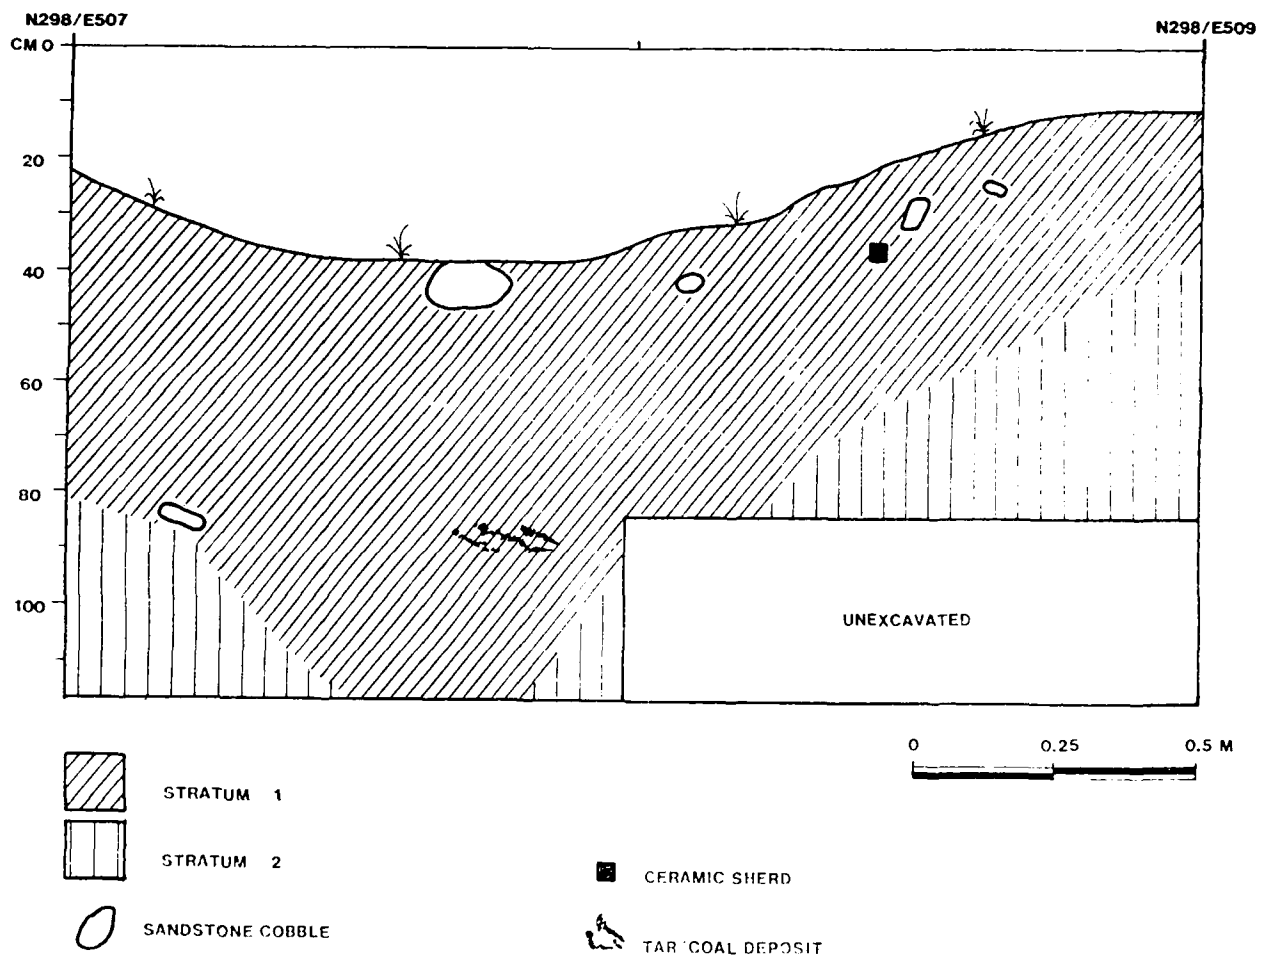 N298/E507
N298/E509
CM 0
20
40
60
80
100
UNEXCAVATED
0 0.25 0.5 M
STRATUM 1
STRATUM 2
SANDSTONE COBBLE
CERAMIC SHERD
TAR COAL DEPOSIT